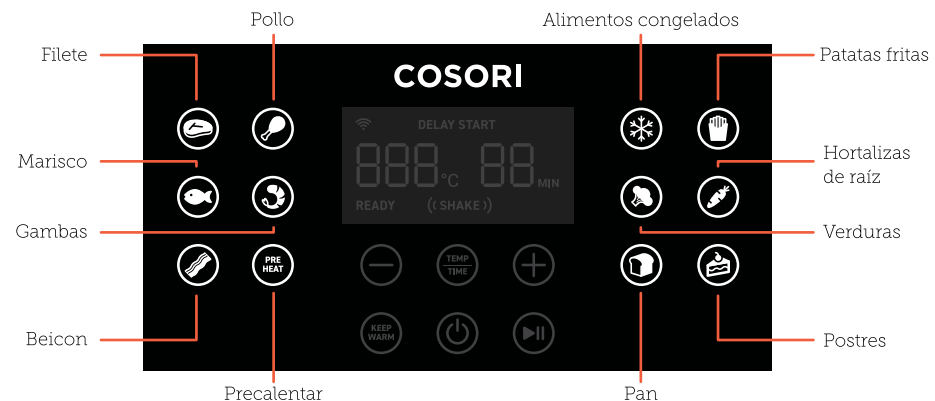 Pollo
Alimentos congelados
Filete
Patatas fritas
COSORI
DELAY START
888 °C 88 MIN
READY ((SHAKE))
Marisco
Hortalizas
de raíz
Gambas
Verduras
PRE
HEAT
TEMP
TIME
KEEP
WARM
Beicon
Postres
Precalentar
Pan